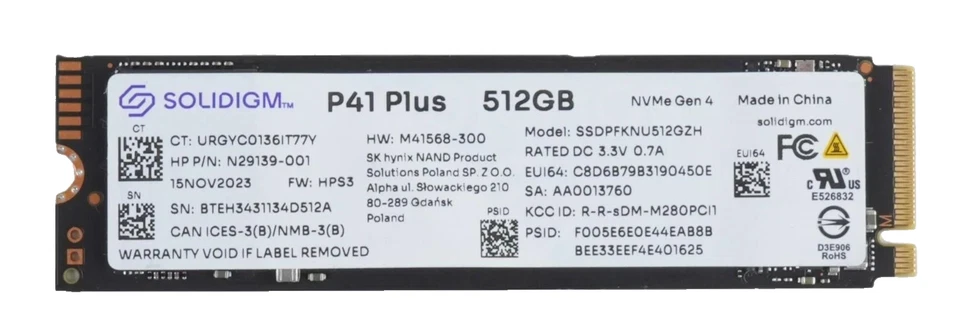 SOLIDIGM™ P41 Plus 512GB NVMe Gen 4 Made in China
solidigm.com
CT
CT: URGYC0136IT77Y
HP P/N: N29139-001
15NOV2023 FW: HPS3
SN
SN: BTEH3431134D512A
CAN ICES-3(B)/NMB-3(B)
WARRANTY VOID IF LABEL REMOVED
HW: M41568-300
SK hynix NAND Product
Solutions Poland SP. Z O.O.
Alpha ul. Słowackiego 210
80-289 Gdańsk
Poland
PSID
Model: SSDPFKNU512GZH
RATED DC 3.3V 0.7A
EUI64: C8D6B79B3190450E
SA: AA0013760
KCC ID: R-R-sDM-M280PCI1
PSID: F005E6E0E44EAB8B
BEE33EEF4E401625
EUI64
FC
c RU US
E526832
D3E906
RoHS
M